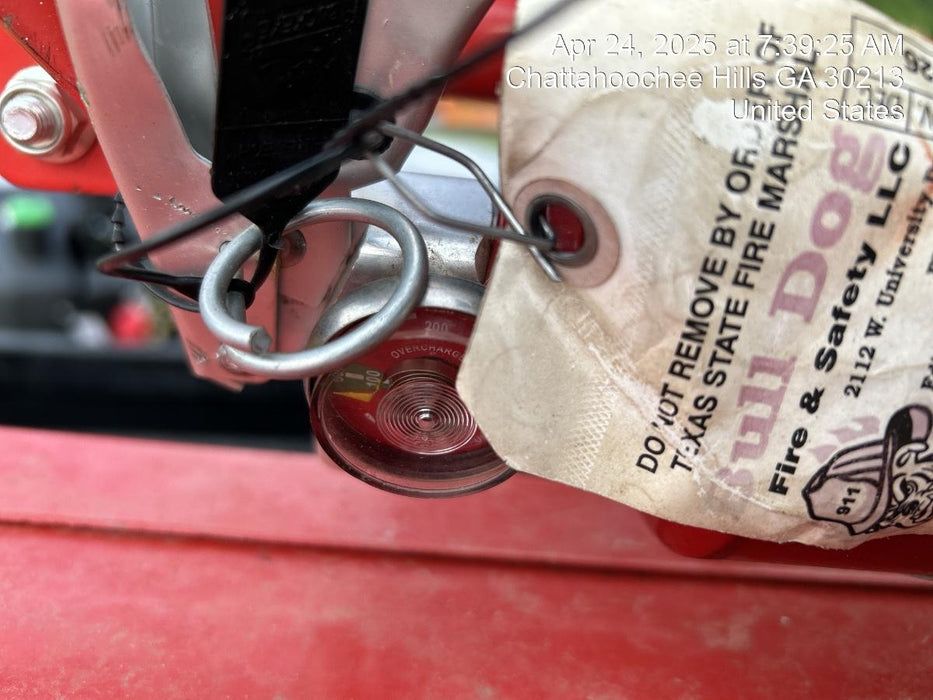 Apr 24, 2025 at 7:39:25 AM
Chattahoochee Hills GA 30213
United States
DO NOT REMOVE BY OR
TEXAS STATE FIRE MARSHAL
Bull Dog
Fire & Safety LLC
2112 W. University
911
200
OVERCHARGE
100